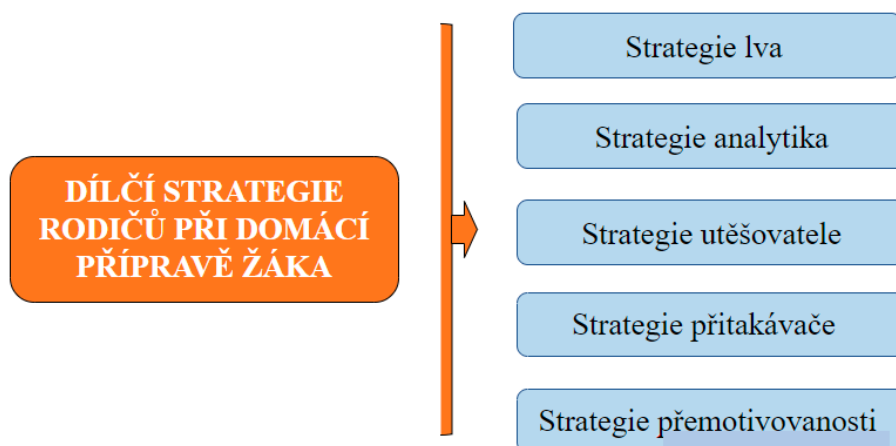 DÍLČÍ STRATEGIE
RODIČŮ PŘI DOMÁCÍ
PŘÍPRAVĚ ŽÁKA
Strategie lva
Strategie analytika
Strategie utěšovatele
Strategie přitakávače
Strategie přemotivovanosti